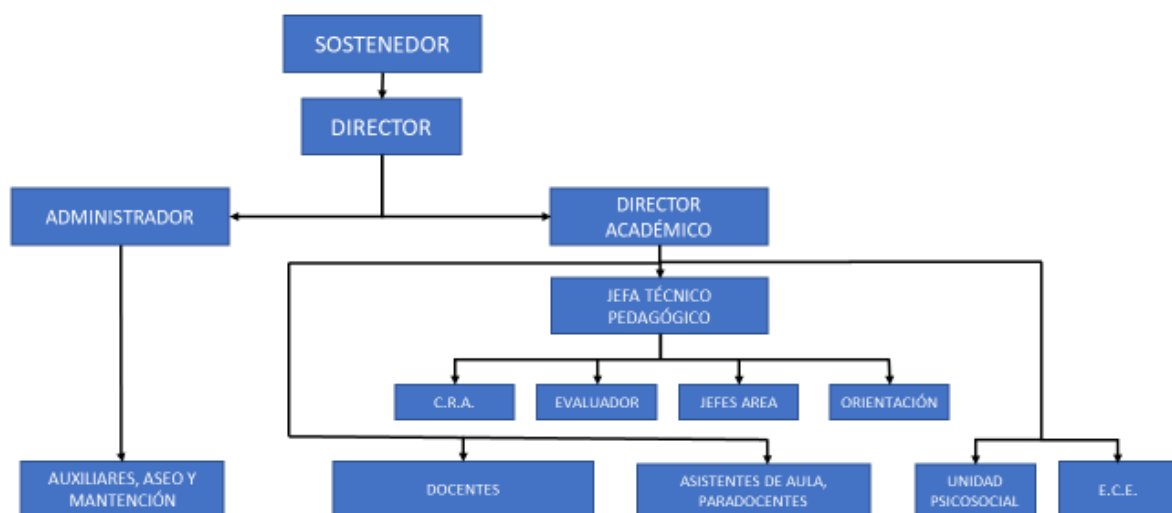 SOSTENEDOR
DIRECTOR
ADMINISTRADOR
DIRECTOR
ACADÉMICO
JEFA TÉCNICO
PEDAGÓGICO
C.R.A.
EVALUADOR
JEFES AREA
ORIENTACIÓN
AUXILIARES, ASEO Y
MANTENCIÓN
DOCENTES
ASISTENTES DE AULA,
PARADOCENTES
UNIDAD
PSICOSOCIAL
E.C.E.